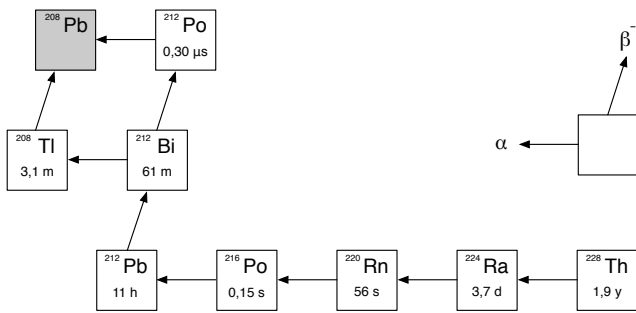 ²⁰⁸Pb
²¹²Po
0,30 µs
β⁻
²⁰⁸Tl
3,1 m
²¹²Bi
61 m
α
²¹²Pb
11 h
²¹⁶Po
0,15 s
²²⁰Rn
56 s
²²⁴Ra
3,7 d
²²⁸Th
1,9 y